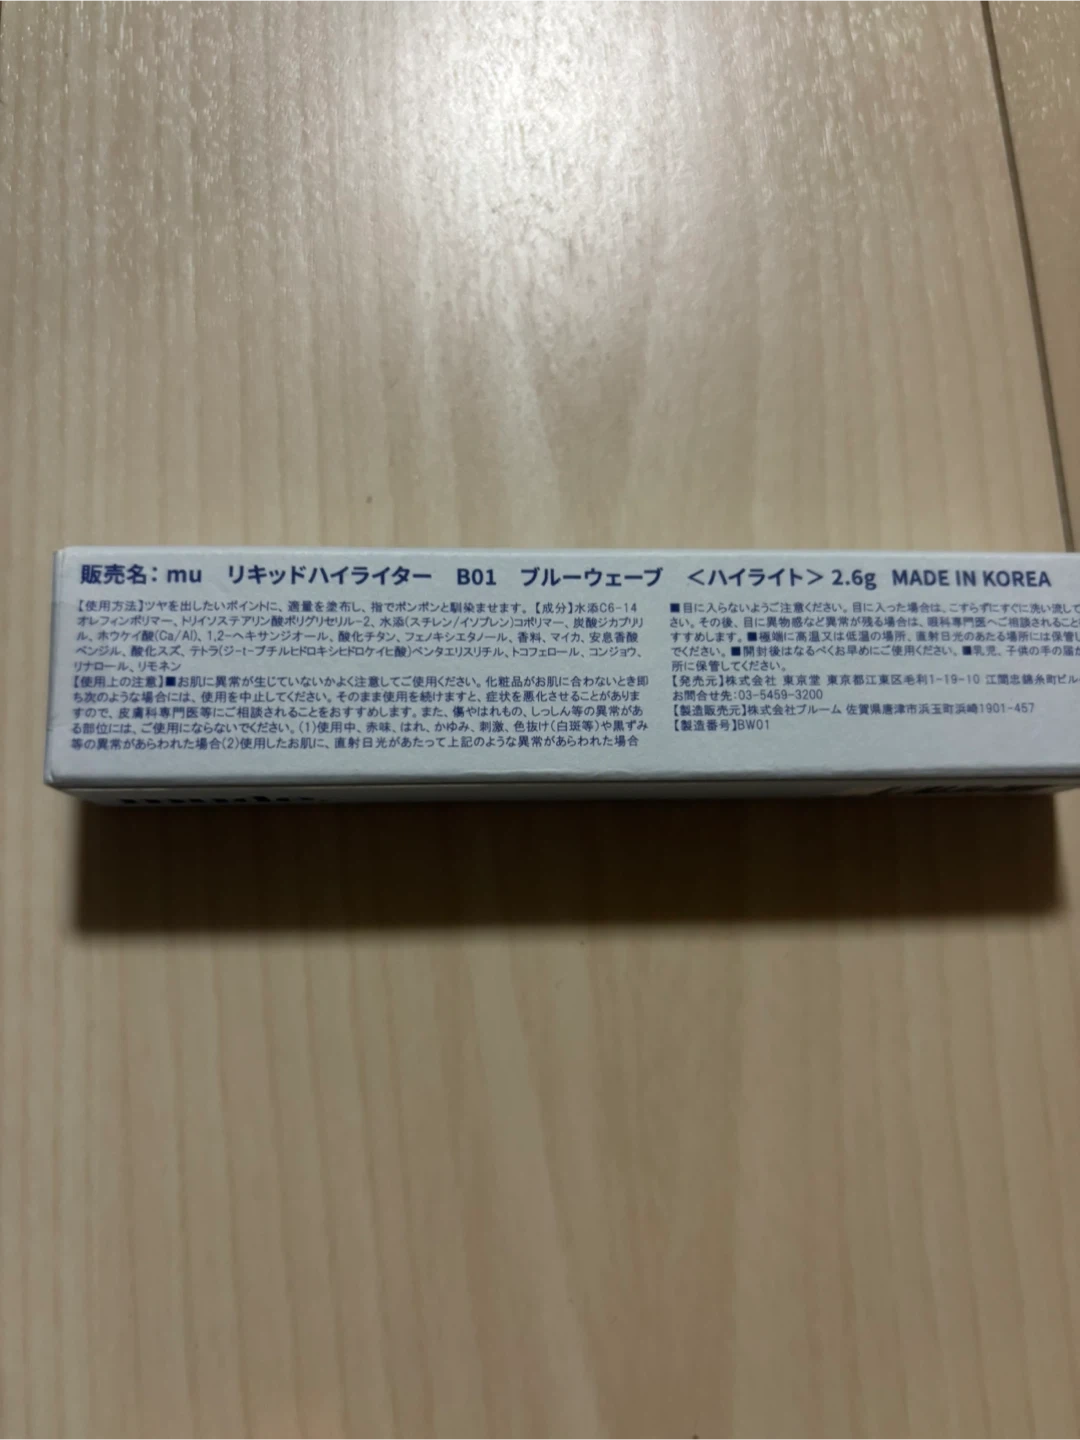 販売名：mu　リキッドハイライター　B01　ブルーウェーブ　＜ハイライト＞ 2.6g　MADE IN KOREA
【使用方法】ツヤを出したいポイントに、適量を塗布し、指でポンポンと馴染ませます。【成分】水添C6-14
オレフィンポリマー、トリイソステアリン酸ポリグリセリル-2、水添(スチレン/イソプレン)コポリマー、炭酸ジカプリリ
ル、ホウケイ酸(Ca/Al)、1,2-ヘキサンジオール、酸化チタン、フェノキシエタノール、香料、マイカ、安息香酸
ベンジル、酸化スズ、テトラ(ジ-t-ブチルヒドロキシヒドロケイヒ酸)ペンタエリスリチル、トコフェロール、コンジョウ、
リナロール、リモネン
【使用上の注意】■お肌に異常が生じていないかよく注意してご使用ください。化粧品がお肌に合わないとき即
ち次のような場合には、使用を中止してください。そのまま使用を続けますと、症状を悪化させることがありま
すので、皮膚科専門医等にご相談されることをおすすめします。また、傷やはれもの、しっしん等の異常があ
る部位には、ご使用にならないでください。(1)使用中、赤味、はれ、かゆみ、刺激、色抜け(白斑等)や黒ずみ
等の異常があらわれた場合(2)使用したお肌に、直射日光があたって上記のような異常があらわれた場合
■目に入らないようご注意ください。目に入った場合は、こすらずにすぐに洗い流して
さい。その後、目に異物感など異常が残る場合は、眼科専門医へご相談されること
すすめします。■極端に高温又は低温の場所、直射日光のあたる場所には保管し
でください。■開封後はなるべくお早めにご使用ください。■乳児、子供の手の届か
所に保管してください。
【発売元】株式会社 東京堂 東京都江東区毛利1-19-10 江間忠錦糸町ビル
お問合せ先：03-5459-3200
【製造販売元】株式会社ブルーム 佐賀県唐津市浜玉町浜崎1901-457
【製造番号】BW01